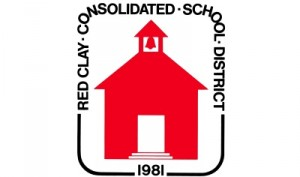 RED CLAY · CONSOLIDATED · SCHOOL · DISTRICT
1981